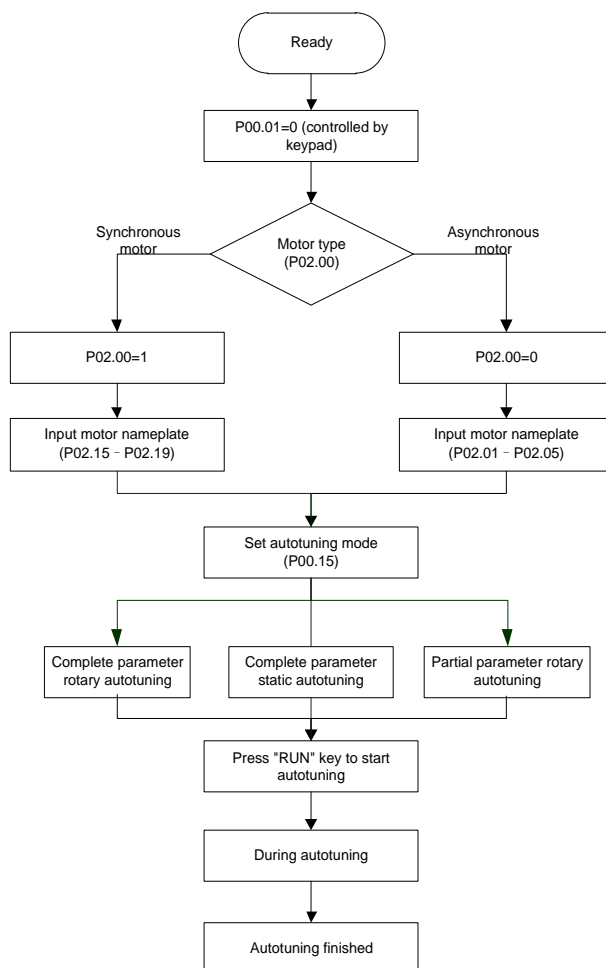 Ready
P00.01=0 (controlled by
keypad)
Synchronous
motor
Motor type
(P02.00)
Asynchronous
motor
P02.00=1
P02.00=0
Input motor nameplate
(P02.15–P02.19)
Input motor nameplate
(P02.01–P02.05)
Set autotuning mode
(P00.15)
Complete parameter
rotary autotuning
Complete parameter
static autotuning
Partial parameter rotary
autotuning
Press "RUN" key to start
autotuning
During autotuning
Autotuning finished